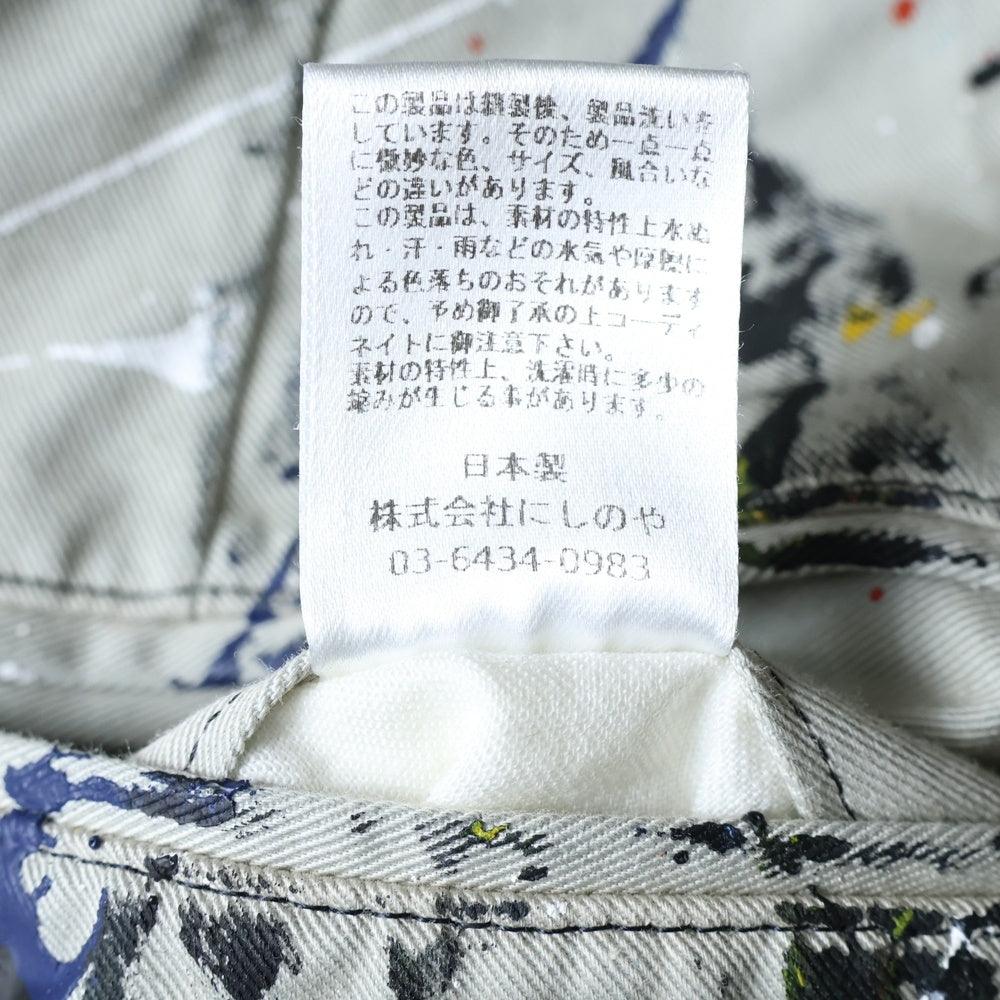 この製品は縫製後、製品洗いを
しています。そのため一点一点
に微妙な色、サイズ、風合いな
どの違いがあります。
この製品は、素材の特性上水ぬ
れ・汗・雨などの水気や摩擦に
よる色落ちのおそれがあります
ので、予め御了承の上コーディ
ネイトに御注意下さい。
素材の特性上、洗濯時に多少の
縮みが生じる事があります。
日本製
株式会社にしのや
03-6434-0983